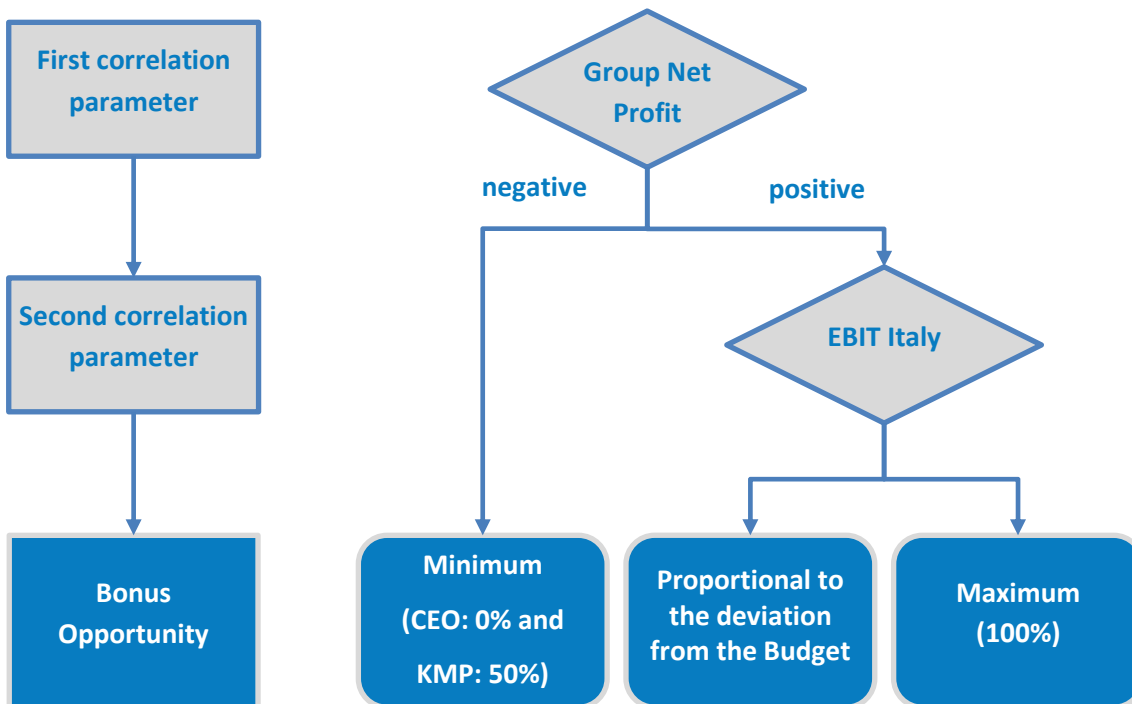 First correlation
parameter
Group Net
Profit
negative
positive
Second correlation
parameter
EBIT Italy
Bonus
Opportunity
Minimum
(CEO: 0% and
KMP: 50%)
Proportional to
the deviation
from the Budget
Maximum
(100%)